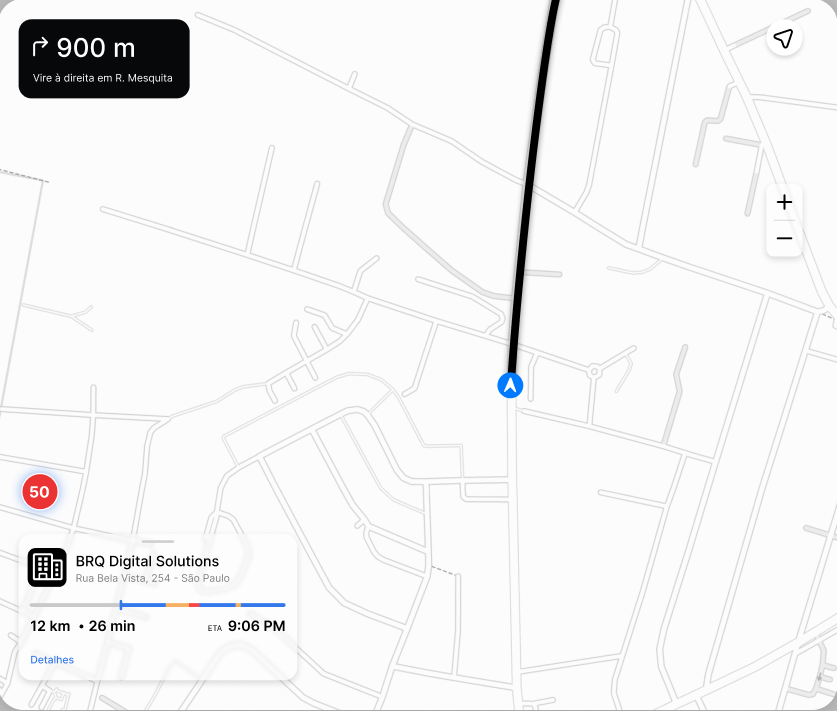 900 m
Vire à direita em R. Mesquita
+
−
50
BRQ Digital Solutions
Rua Bela Vista, 254 - São Paulo
12 km • 26 min
ETA 9:06 PM
Detalhes